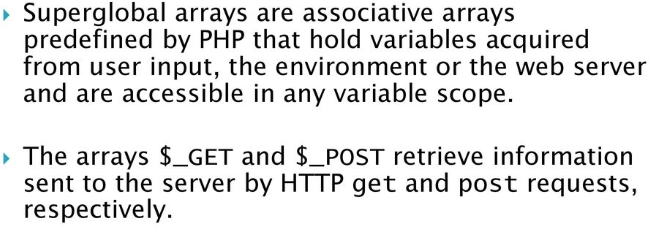 Superglobal arrays are associative arrays
predefined by PHP that hold variables acquired
from user input, the environment or the web server
and are accessible in any variable scope.
The arrays $_GET and $_POST retrieve information
sent to the server by HTTP get and post requests,
respectively.